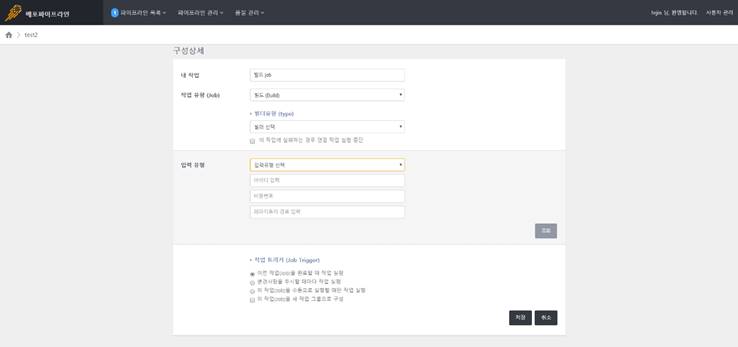 배포파이프라인
1 파이프라인 목록
파이프라인 관리
품질 관리
님, 환영합니다.
사용자 관리
test2
구성상세
내 작업
빌드 job
작업 유형 (Job)
빌드 (Build)
빌더유형 (type)
빌더 선택
이 작업에 실패하는 경우 연결 작업 실행 중단
입력 유형
입력유형 선택
아이디 입력
비밀번호
레파지토리 경로 입력
조회
작업 트리거 (Job Trigger)
이전 작업(Job)을 완료할 때 작업 실행
변경사항을 푸시할 때마다 작업 실행
이 작업(Job)을 수동으로 실행할 때만 작업 실행
이 작업(Job)을 새 작업 그룹으로 구성
저장
취소